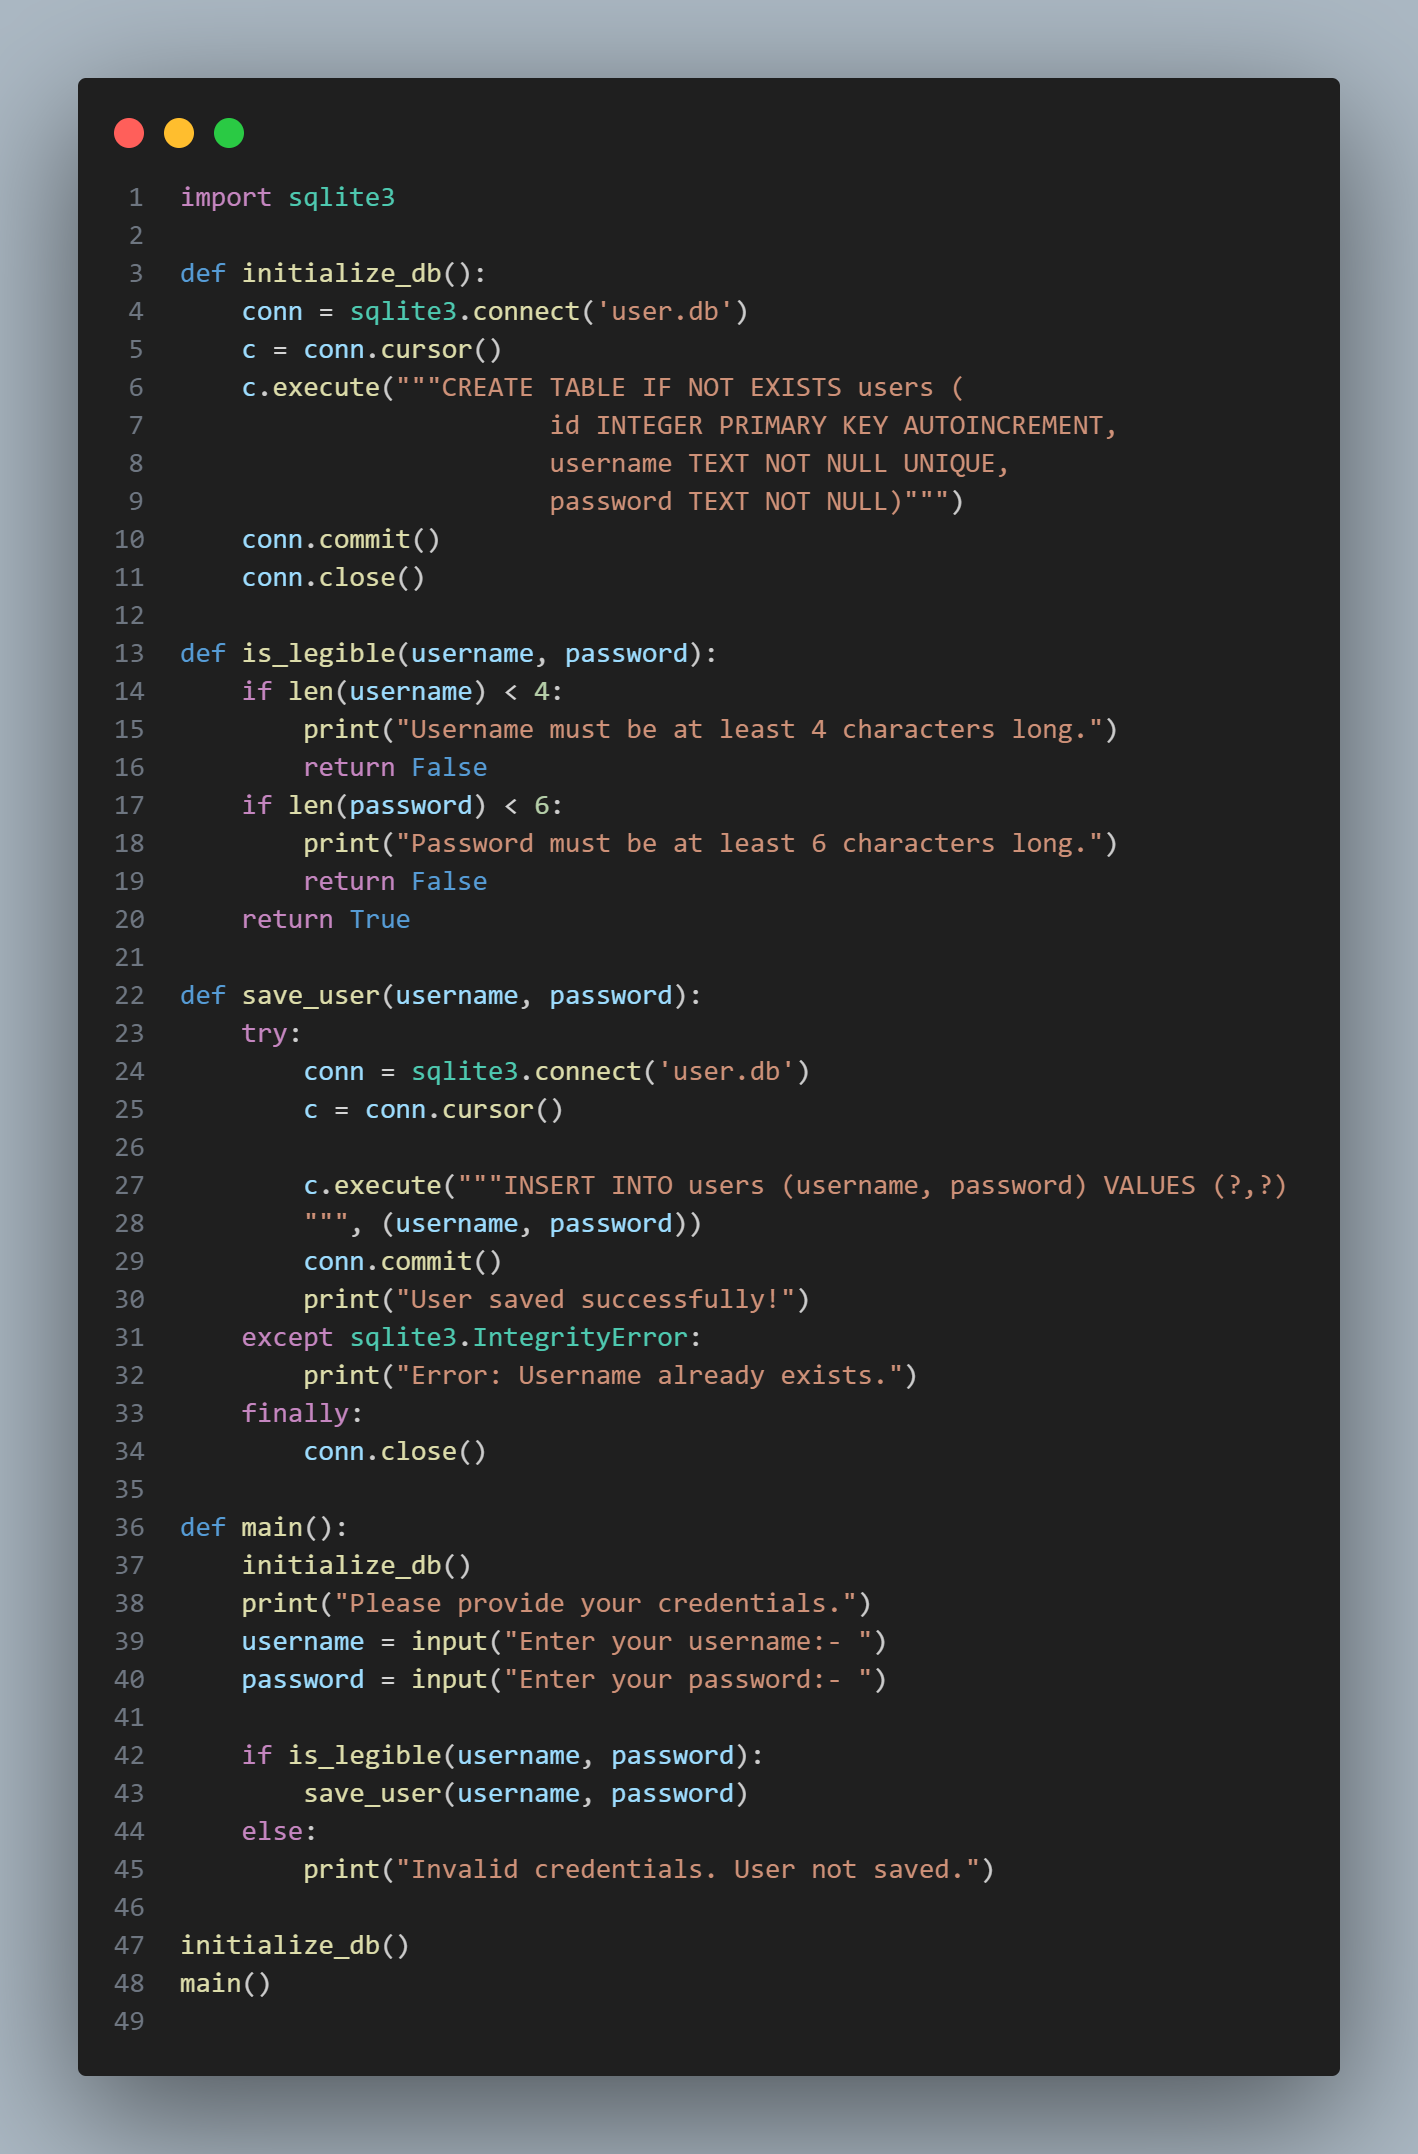 1 import sqlite3
2
3 def initialize_db():
4     conn = sqlite3.connect('user.db')
5     c = conn.cursor()
6     c.execute("""CREATE TABLE IF NOT EXISTS users (
7                         id INTEGER PRIMARY KEY AUTOINCREMENT,
8                         username TEXT NOT NULL UNIQUE,
9                         password TEXT NOT NULL)""")
10     conn.commit()
11     conn.close()
12
13 def is_legible(username, password):
14     if len(username) < 4:
15         print("Username must be at least 4 characters long.")
16         return False
17     if len(password) < 6:
18         print("Password must be at least 6 characters long.")
19         return False
20     return True
21
22 def save_user(username, password):
23     try:
24         conn = sqlite3.connect('user.db')
25         c = conn.cursor()
26
27         c.execute("""INSERT INTO users (username, password) VALUES (?,?)
28         """, (username, password))
29         conn.commit()
30         print("User saved successfully!")
31     except sqlite3.IntegrityError:
32         print("Error: Username already exists.")
33     finally:
34         conn.close()
35
36 def main():
37     initialize_db()
38     print("Please provide your credentials.")
39     username = input("Enter your username:- ")
40     password = input("Enter your password:- ")
41
42     if is_legible(username, password):
43         save_user(username, password)
44     else:
45         print("Invalid credentials. User not saved.")
46
47 initialize_db()
48 main()
49